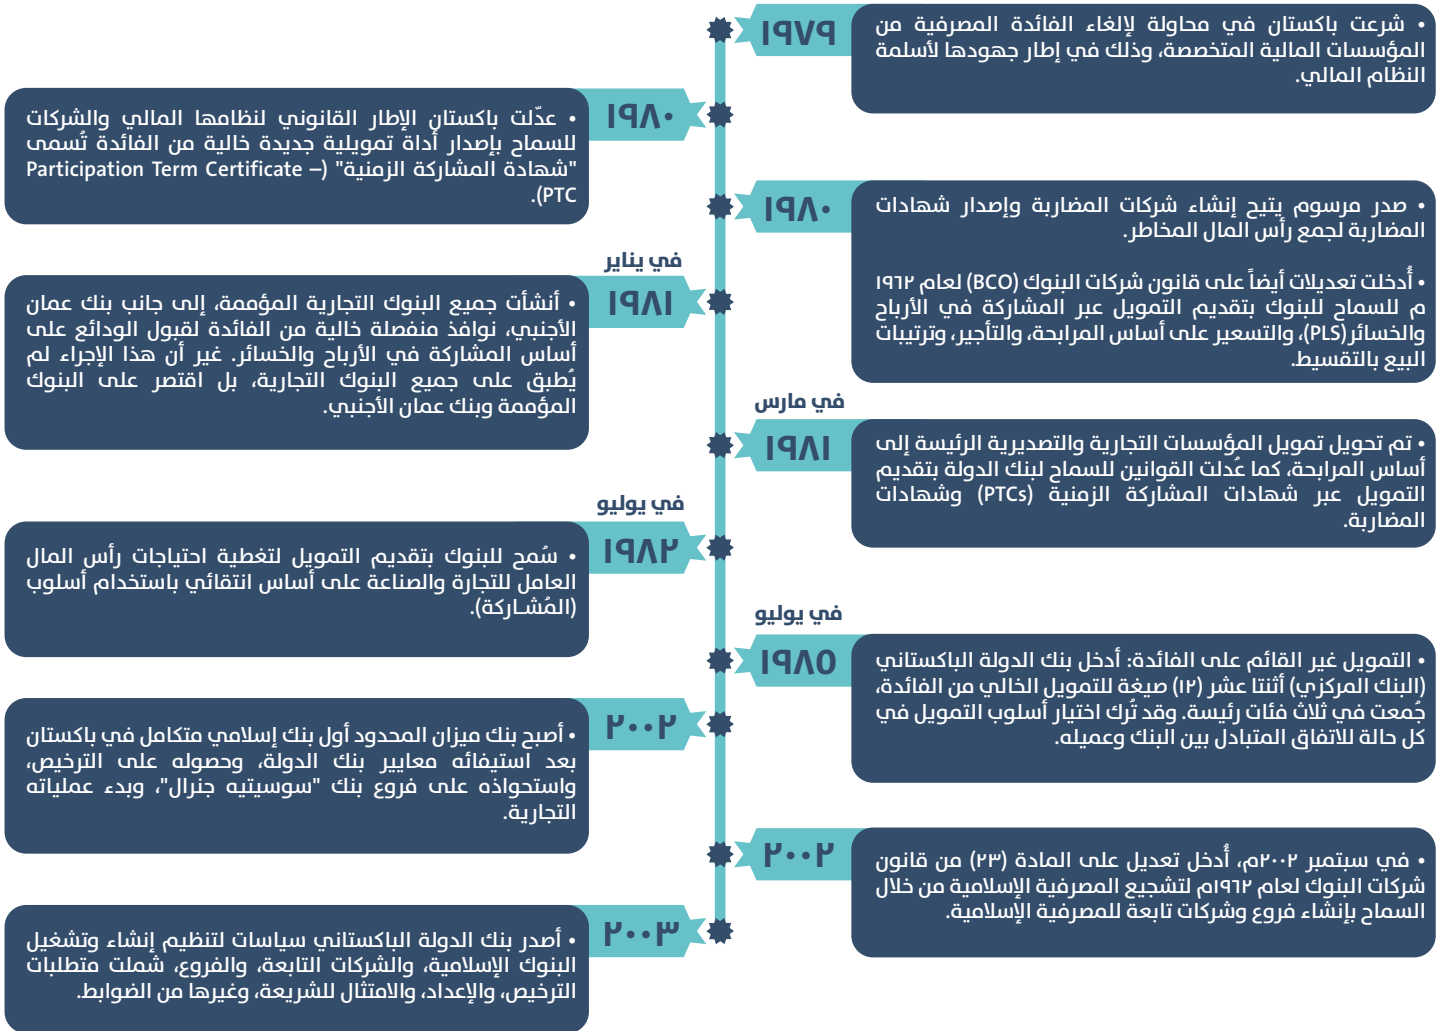 ١٩٧٩
• شرعت باكستان في محاولة لإلغاء الفائدة المصرفية من
المؤسسات المالية المتخصصة، وذلك في إطار جهودها لأسلمة
النظام المالي.
١٩٨٠
• عدّلت باكستان الإطار القانوني لنظامها المالي والشركات
للسماح بإصدار أداة تمويلية جديدة خالية من الفائدة تُسمى
"شهادة المشاركة الزمنية" (Participation Term Certificate –
PTC).
١٩٨٠
• صدر مرسوم يتيح إنشاء شركات المضاربة وإصدار شهادات
المضاربة لجمع رأس المال المخاطر.
• أُدخلت تعديلات أيضاً على قانون شركات البنوك (BCO) لعام ١٩٦٢
م للسماح للبنوك بتقديم التمويل عبر المشاركة في الأرباح
والخسائر(PLS)، والتسعير على أساس المرابحة، والتأجير، وترتيبات
البيع بالتقسيط.
في يناير
١٩٨١
• أنشأت جميع البنوك التجارية المؤممة، إلى جانب بنك عمان
الأجنبي، نوافذ منفصلة خالية من الفائدة لقبول الودائع على
أساس المشاركة في الأرباح والخسائر. غير أن هذا الإجراء لم
يُطبق على جميع البنوك التجارية، بل اقتصر على البنوك
المؤممة وبنك عمان الأجنبي.
في مارس
١٩٨١
• تم تحويل تمويل المؤسسات التجارية والتصديرية الرئيسة إلى
أساس المرابحة، كما عُدلت القوانين للسماح لبنك الدولة بتقديم
التمويل عبر شهادات المشاركة الزمنية (PTCs) وشهادات
المضاربة.
في يوليو
١٩٨٢
• سُمح للبنوك بتقديم التمويل لتغطية احتياجات رأس المال
العامل للتجارة والصناعة على أساس انتقائي باستخدام أسلوب
(المُشـاركة).
في يوليو
١٩٨٥
• التمويل غير القائم على الفائدة: أدخل بنك الدولة الباكستاني
(البنك المركزي) أثنتا عشر (١٢) صيغة للتمويل الخالي من الفائدة،
جُمعت في ثلاث فئات رئيسة. وقد تُرك اختيار أسلوب التمويل في
كل حالة للاتفاق المتبادل بين البنك وعميله.
٢٠٠٢
• أصبح بنك ميزان المحدود أول بنك إسلامي متكامل في باكستان
بعد استيفائه معايير بنك الدولة، وحصوله على الترخيص،
واستحواذه على فروع بنك "سوسيتيه جنرال"، وبدء عملياته
التجارية.
٢٠٠٢
• في سبتمبر ٢٠٠٢م، أُدخل تعديل على المادة (٢٣) من قانون
شركات البنوك لعام ١٩٦٢م لتشجيع المصرفية الإسلامية من خلال
السماح بإنشاء فروع وشركات تابعة للمصرفية الإسلامية.
٢٠٠٣
• أصدر بنك الدولة الباكستاني سياسات لتنظيم إنشاء وتشغيل
البنوك الإسلامية، والشركات التابعة، والفروع، شملت متطلبات
الترخيص، والإعداد، والامتثال للشريعة، وغيرها من الضوابط.